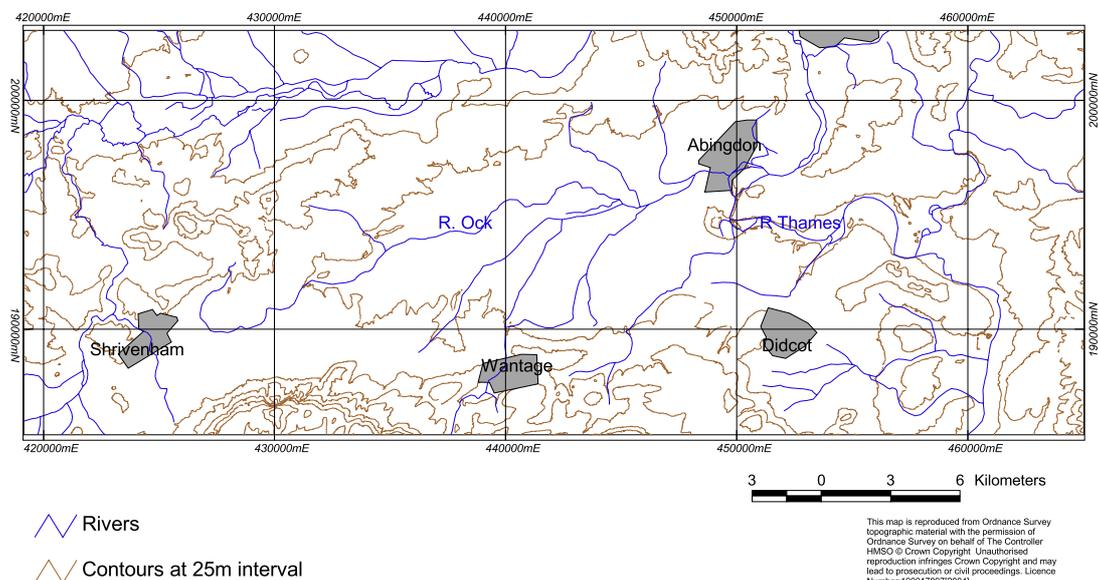 420000mE 430000mE 440000mE 450000mE 460000mE
200000mN 200000mN
Abingdon
R. Ock R Thames
190000mN 190000mN
Shrivenham Didcot
Wantage
420000mE 430000mE 440000mE 450000mE 460000mE
3 0 3 6 Kilometers
Rivers
Contours at 25m interval
This map is reproduced from Ordnance Survey
topographic material with the permission of
Ordnance Survey on behalf of The Controller
HMSO © Crown Copyright Unauthorised
reproduction infringes Crown Copyright and may
lead to prosecution or civil proceedings. Licence